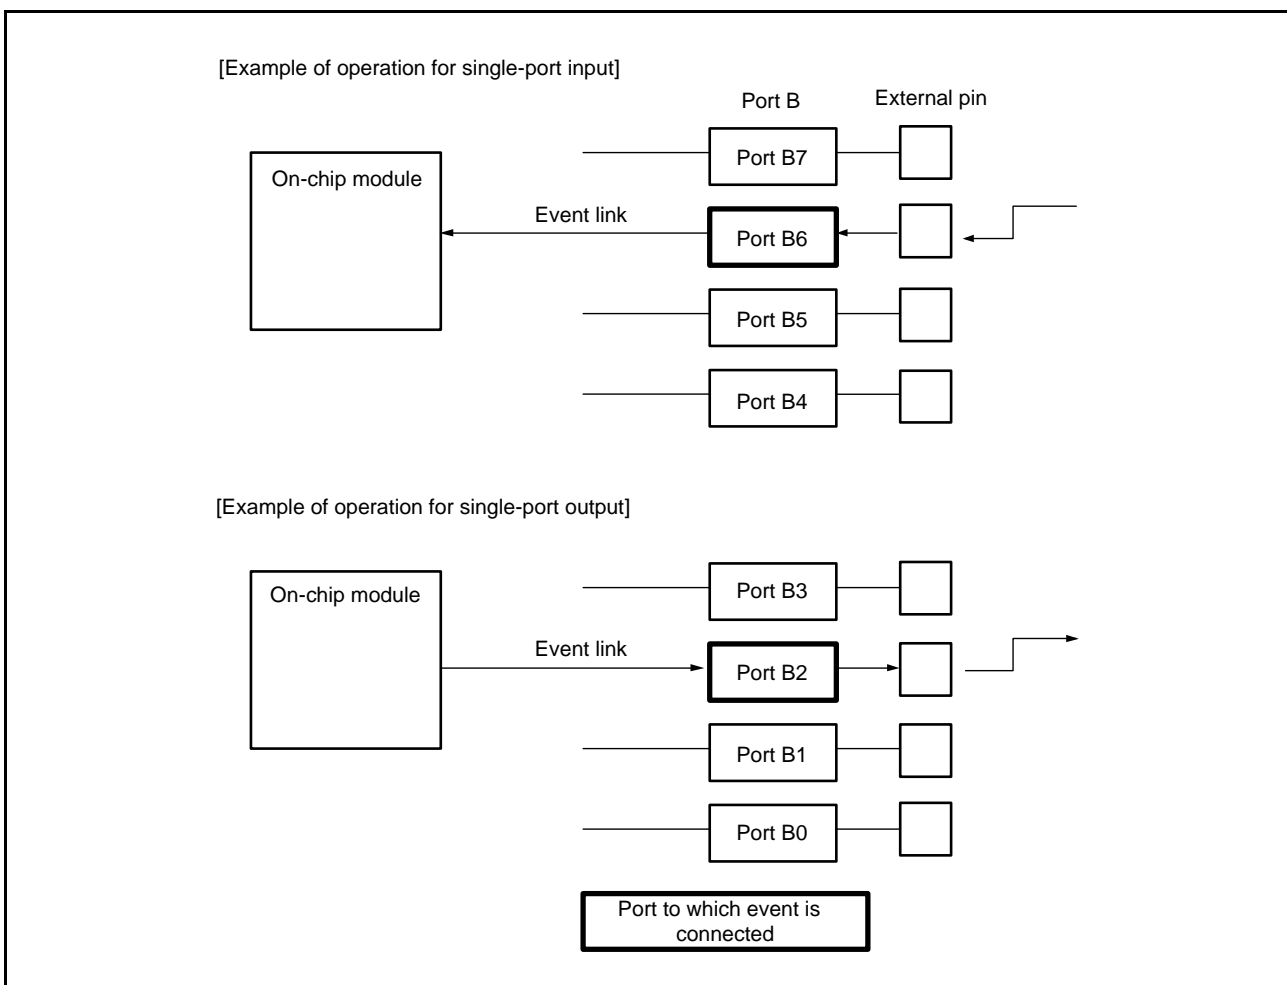 [Example of operation for single-port input]
Port B
External pin
Port B7
On-chip module
Event link
Port B6
Port B5
Port B4
[Example of operation for single-port output]
On-chip module
Port B3
Event link
Port B2
Port B1
Port B0
Port to which event is
connected